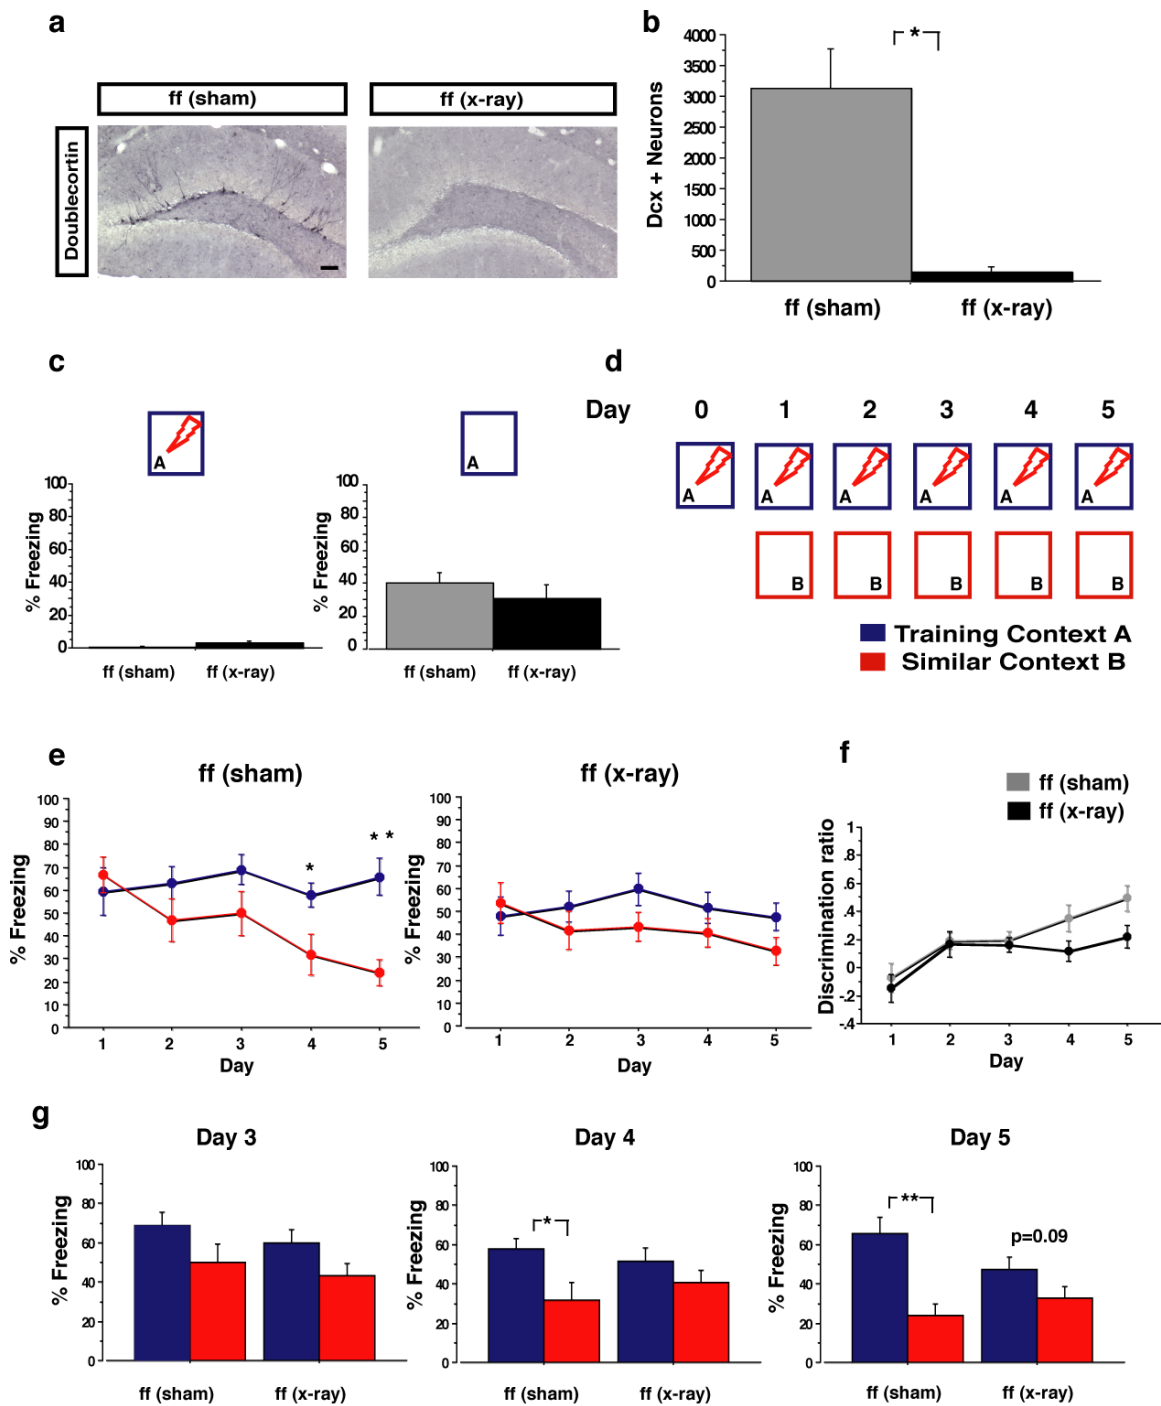 a
ff (sham)
ff (x-ray)
Doublecortin
b
*
4000
3500
3000
2500
2000
1500
1000
500
0
Dcx + Neurons
ff (sham)
ff (x-ray)
c
A
100
80
60
40
20
0
% Freezing
ff (sham)
ff (x-ray)
A
100
80
60
40
20
0
% Freezing
ff (sham)
ff (x-ray)
d
Day 0 1 2 3 4 5
A A A A A A
B B B B B
Training Context A
Similar Context B
e
ff (sham)
100
90
80
70
60
50
40
30
20
10
0
% Freezing
*
* *
1 2 3 4 5
Day
ff (x-ray)
100
90
80
70
60
50
40
30
20
10
0
% Freezing
1 2 3 4 5
Day
f
ff (sham)
ff (x-ray)
1
.8
.6
.4
.2
0
-.2
-.4
Discrimination ratio
1 2 3 4 5
Day
g
Day 3
100
80
60
40
20
0
% Freezing
ff (sham)
ff (x-ray)
Day 4
100
80
60
40
20
0
% Freezing
*
ff (sham)
ff (x-ray)
Day 5
100
80
60
40
20
0
% Freezing
**
p=0.09
ff (sham)
ff (x-ray)